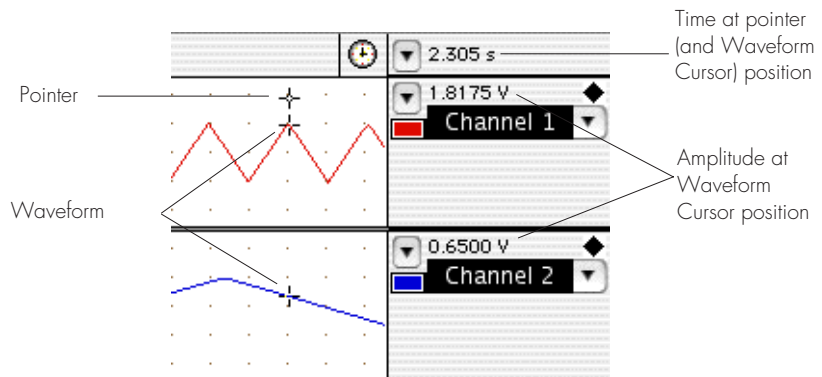 Time at pointer
(and Waveform
Cursor) position
2.305 s
Pointer
1.8175 V
Channel 1
Amplitude at
Waveform
Cursor position
Waveform
0.6500 V
Channel 2